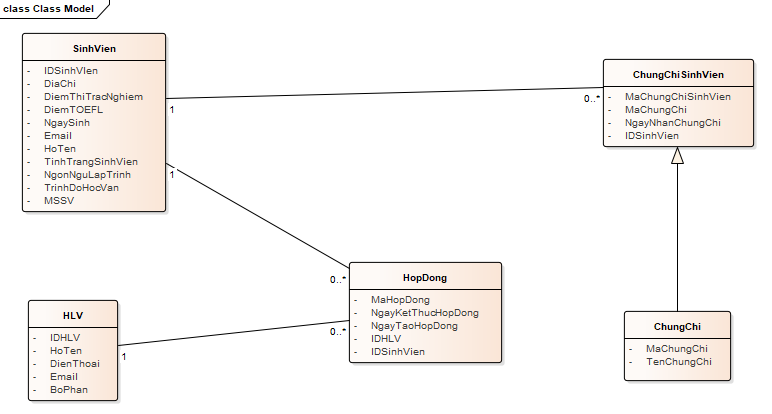 class Class Model
SinhVien
- IDSinhVIen
- DiaChi
- DiemThiTracNghiem
- DiemTOEFL
- NgaySinh
- Email
- HoTen
- TinhTrangSinhVien
- NgonNguLapTrinh
- TrinhDoHocVan
- MSSV
1
0..*
ChungChiSinhVien
- MaChungChiSinhVien
- MaChungChi
- NgayNhanChungChi
- IDSinhVien
1
0..*
HopDong
- MaHopDong
- NgayKetThucHopDong
- NgayTaoHopDong
- IDHLV
- IDSinhVien
HLV
- IDHLV
- HoTen
- DienThoai
- Email
- BoPhan
1
0..*
ChungChi
- MaChungChi
- TenChungChi